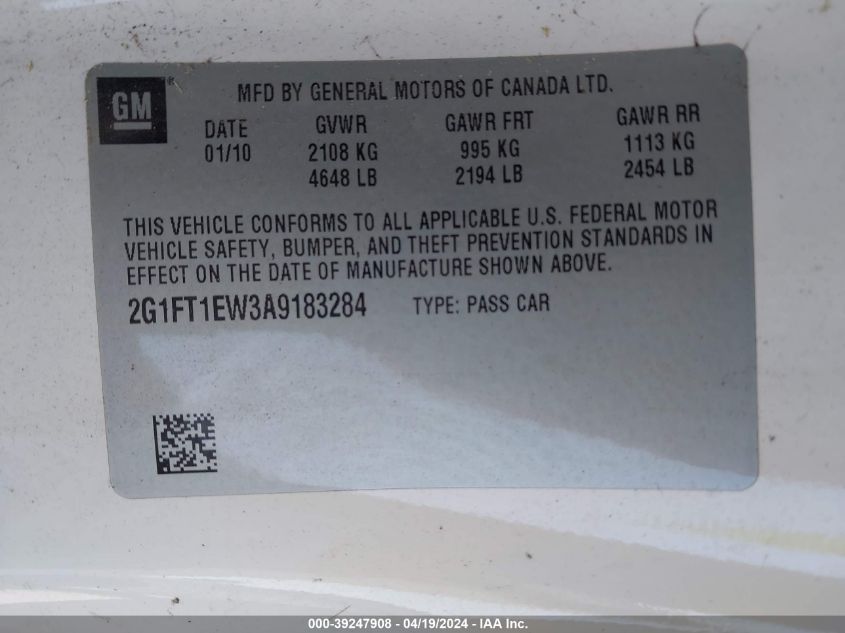 GM
MFD BY GENERAL MOTORS OF CANADA LTD.
DATE GVWR GAWR FRT GAWR RR
01/10 2108 KG 995 KG 1113 KG
4648 LB 2194 LB 2454 LB
THIS VEHICLE CONFORMS TO ALL APPLICABLE U.S. FEDERAL MOTOR
VEHICLE SAFETY, BUMPER, AND THEFT PREVENTION STANDARDS IN
EFFECT ON THE DATE OF MANUFACTURE SHOWN ABOVE.
2G1FT1EW3A9183284 TYPE: PASS CAR
000-39247908 - 04/19/2024 - IAA Inc.